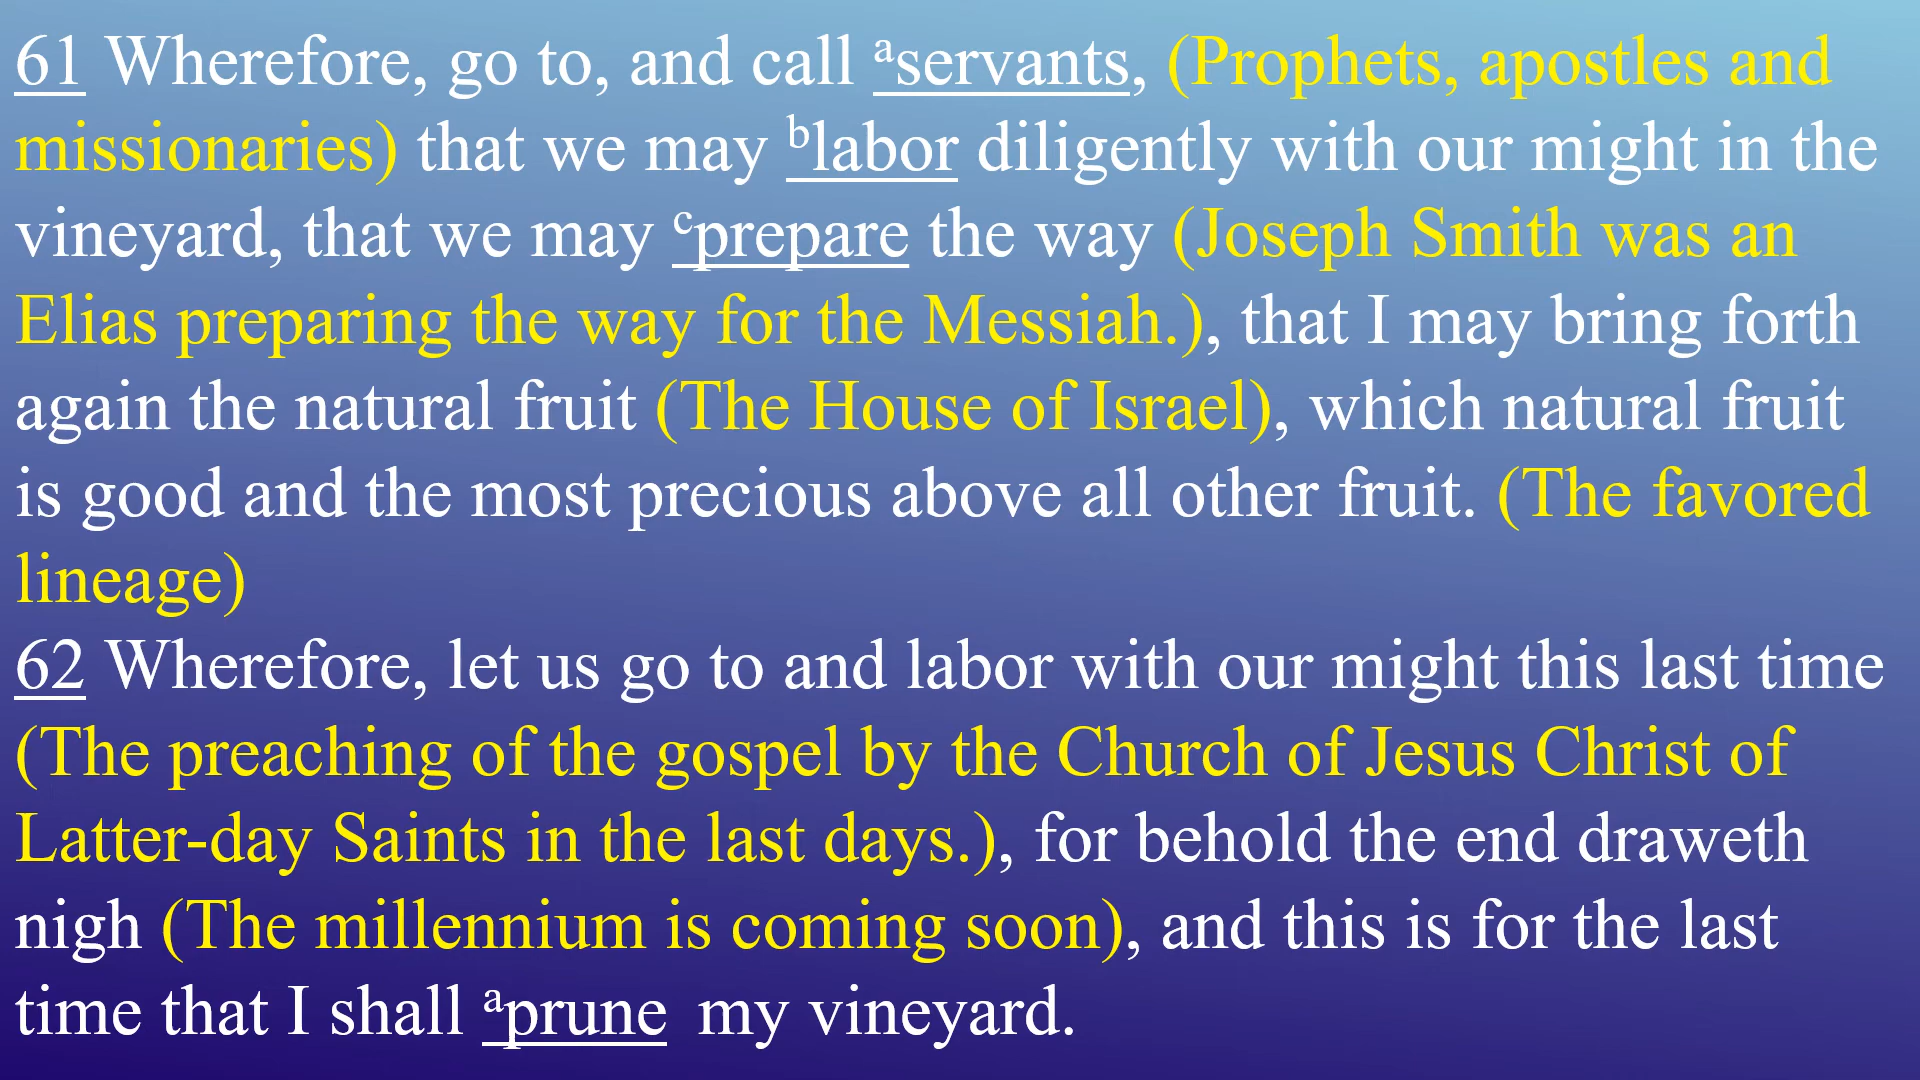 61 Wherefore, go to, and call aservants, (Prophets, apostles and
missionaries) that we may blabor diligently with our might in the
vineyard, that we may cprepare the way (Joseph Smith was an
Elias preparing the way for the Messiah.), that I may bring forth
again the natural fruit (The House of Israel), which natural fruit
is good and the most precious above all other fruit. (The favored
lineage)
62 Wherefore, let us go to and labor with our might this last time
(The preaching of the gospel by the Church of Jesus Christ of
Latter-day Saints in the last days.), for behold the end draweth
nigh (The millennium is coming soon), and this is for the last
time that I shall aprune my vineyard.